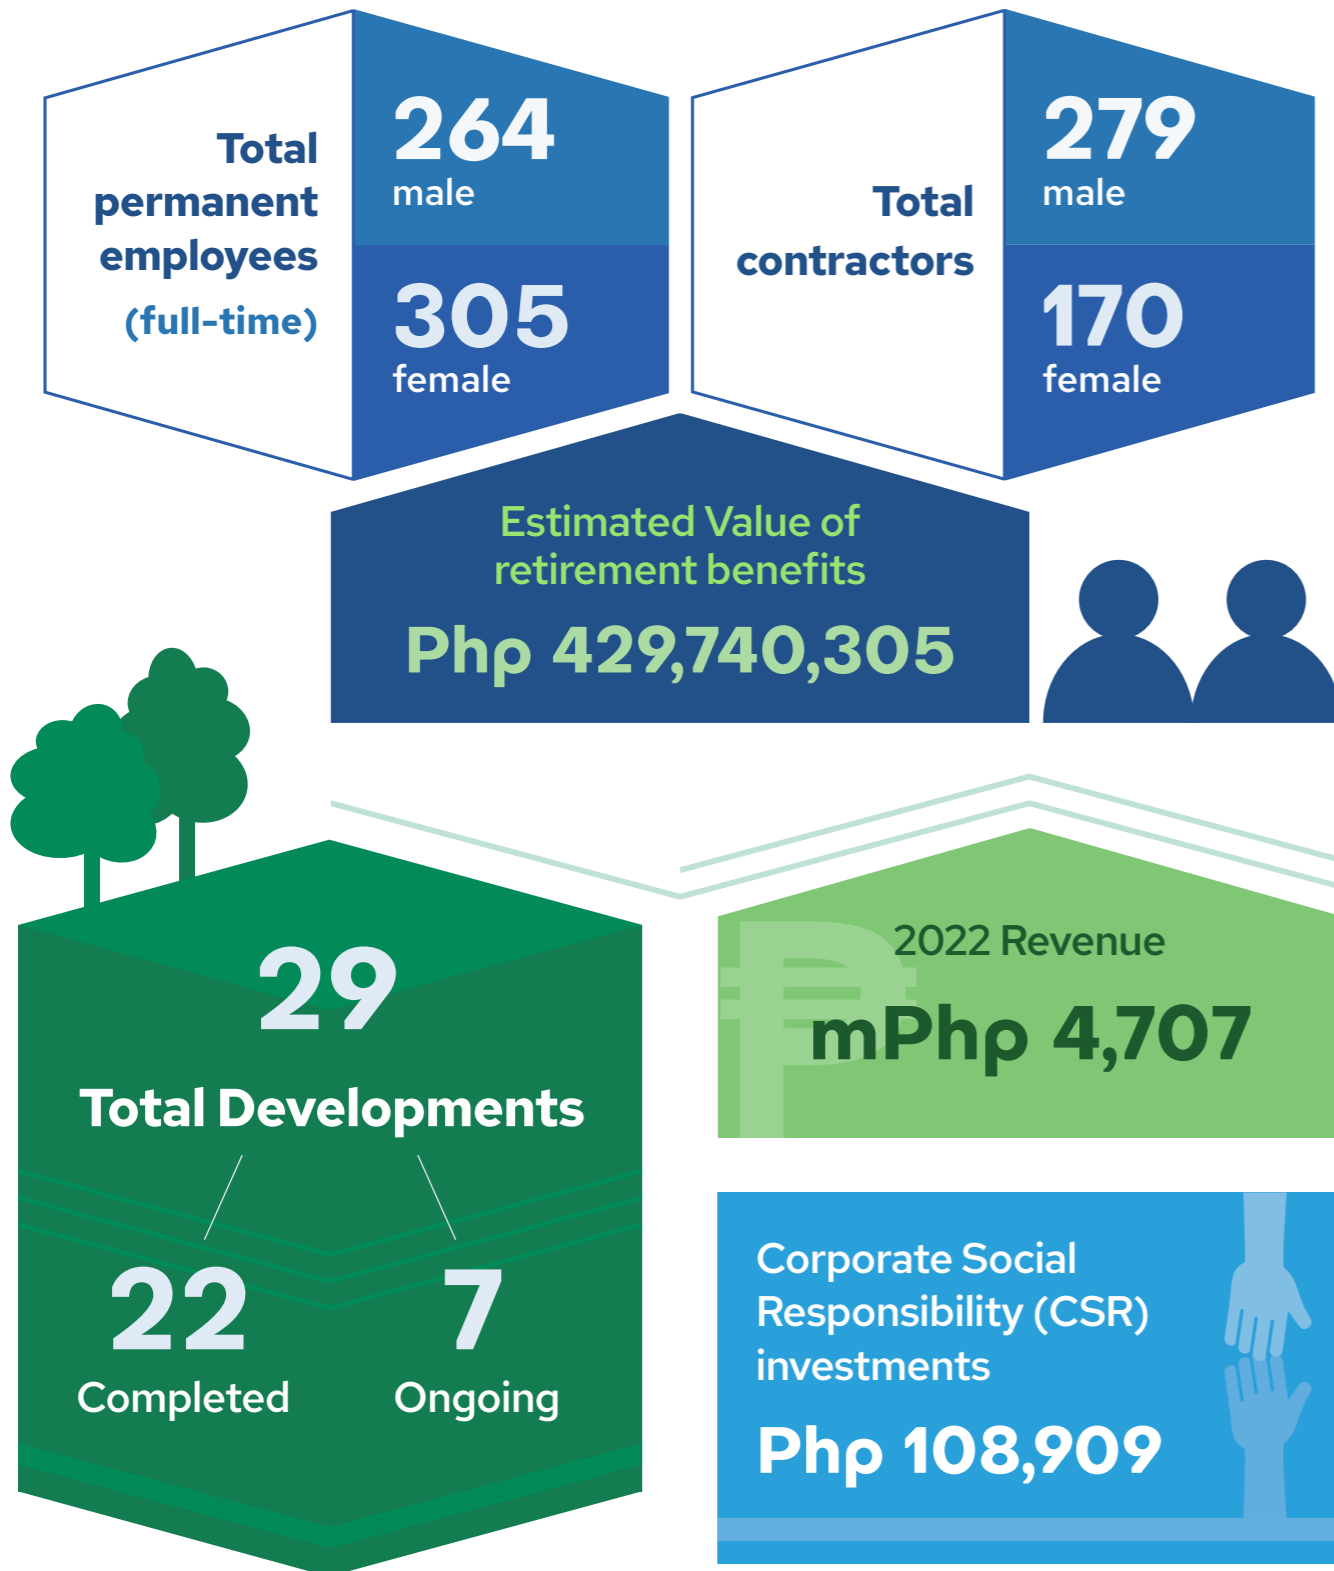 Total
permanent
employees
(full-time)
264
male
305
female
Total
contractors
279
male
170
female
Estimated Value of
retirement benefits
Php 429,740,305
29
Total Developments
22
Completed
7
Ongoing
2022 Revenue
mPhp 4,707
Corporate Social
Responsibility (CSR)
investments
Php 108,909